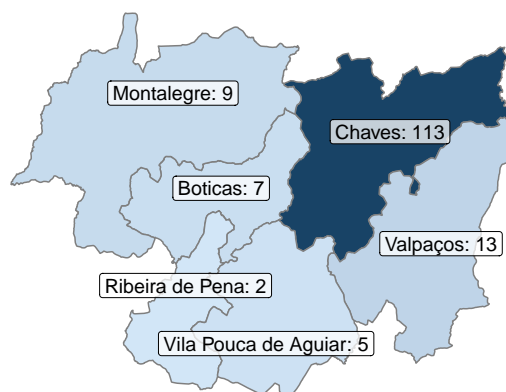 Montalegre: 9
Chaves: 113
Boticas: 7
Valpaços: 13
Ribeira de Pena: 2
Vila Pouca de Aguiar: 5